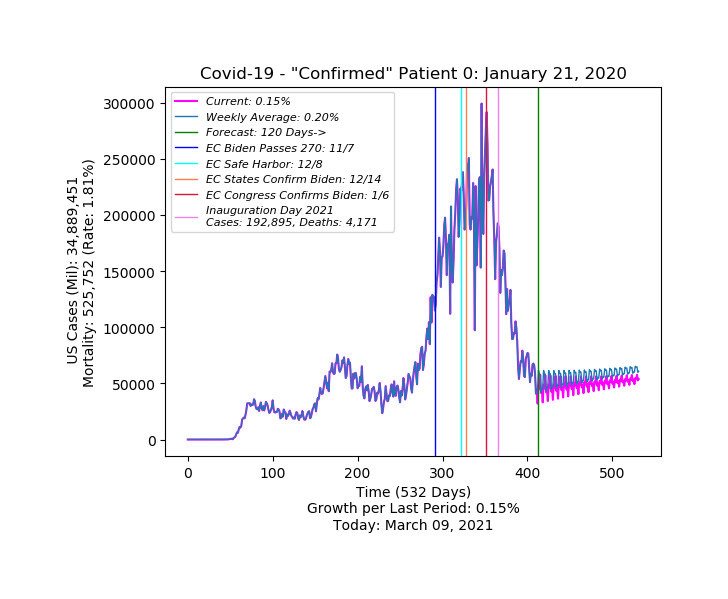 Covid-19 - "Confirmed" Patient 0: January 21, 2020
US Cases (Mil): 34,889,451
Mortality: 525,752 (Rate: 1.81%)
300000
250000
200000
150000
100000
50000
0
Current: 0.15%
Weekly Average: 0.20%
Forecast: 120 Days->
EC Biden Passes 270: 11/7
EC Safe Harbor: 12/8
EC States Confirm Biden: 12/14
EC Congress Confirms Biden: 1/6
Inauguration Day 2021
Cases: 192,895, Deaths: 4,171
0 100 200 300 400 500
Time (532 Days)
Growth per Last Period: 0.15%
Today: March 09, 2021